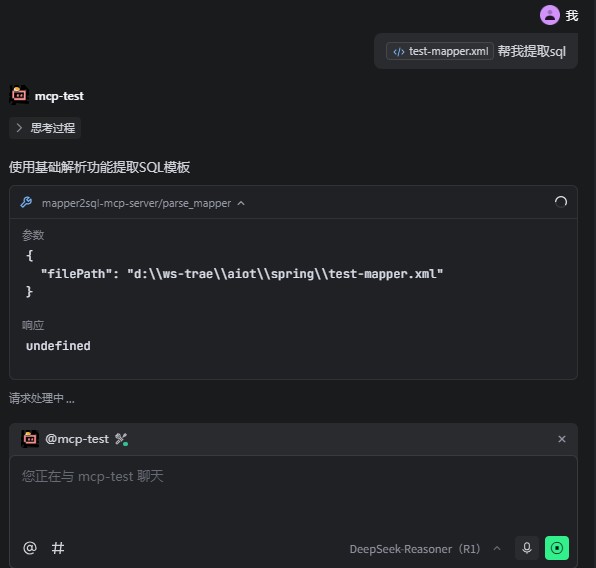 我
test-mapper.xml 帮我提取sql
mcp-test
思考过程
使用基础解析功能提取SQL模板
mapper2sql-mcp-server/parse_mapper
参数
{
"filePath": "d:\\ws-trae\\aiot\\spring\\test-mapper.xml"
}
响应
undefined
请求处理中 ...
@mcp-test
您正在与 mcp-test 聊天
@ # DeepSeek-Reasoner（R1）